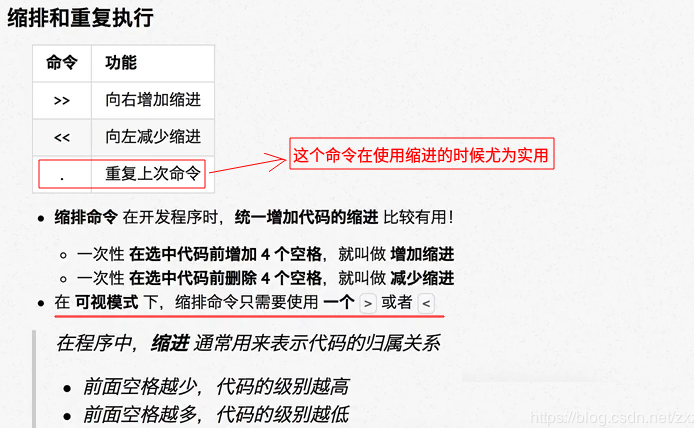 缩排和重复执行
命令 功能
>> 向右增加缩进
<< 向左减少缩进
. 重复上次命令
这个命令在使用缩进的时候尤为实用
缩排命令 在开发程序时，统一增加代码的缩进 比较有用！
一次性 在选中代码前增加 4 个空格，就叫做 增加缩进
一次性 在选中代码前删除 4 个空格，就叫做 减少缩进
在 可视模式 下，缩排命令只需要使用 一个 > 或者 <
在程序中，缩进 通常用来表示代码的归属关系
前面空格越少，代码的级别越高
前面空格越多，代码的级别越低
https://blog.csdn.net/zx